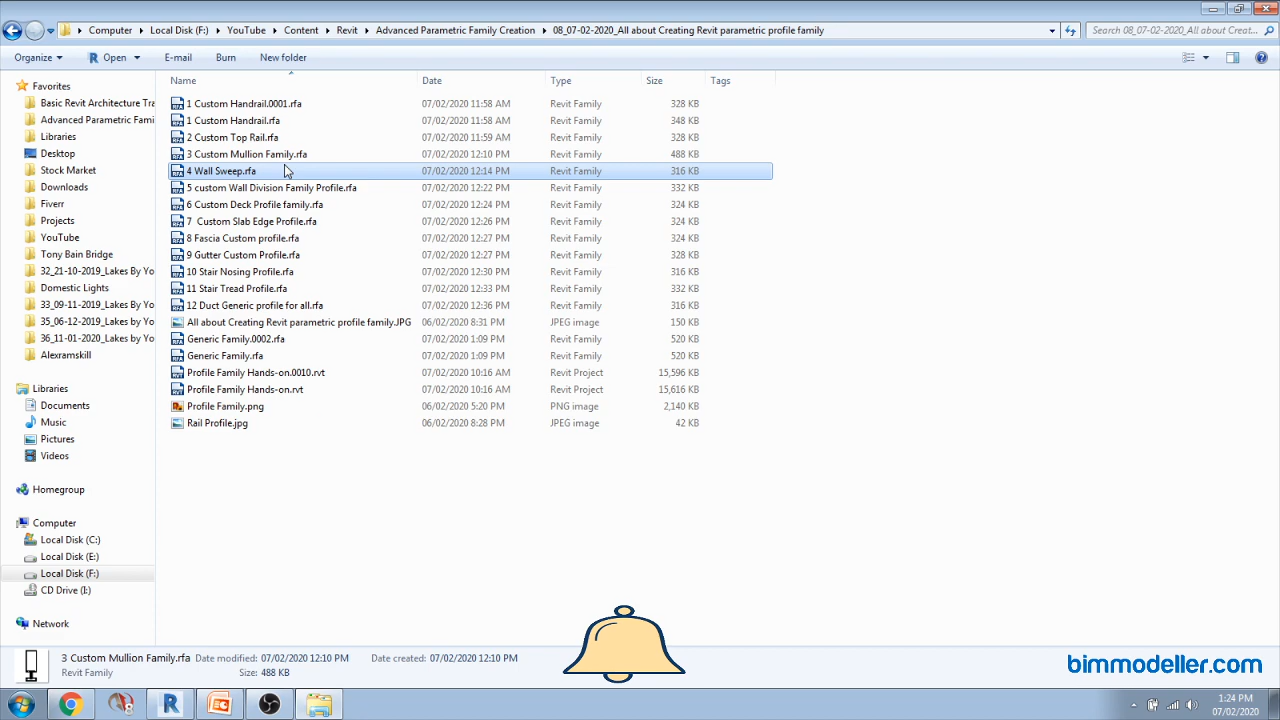 Computer Local Disk (F:) YouTube Content Revit Advanced Parametric Family Creation 08_07-02-2020_All about Creating Revit parametric profile family
Search 08_07-02-2020_All about Creat...
Organize Open E-mail Burn New folder
Name Date Type Size Tags
Favorites
Basic Revit Architecture Tra
Advanced Parametric Fami
Libraries
Desktop
Stock Market
Downloads
Fiverr
Projects
YouTube
Tony Bain Bridge
32_21-10-2019_Lakes By Yo
Domestic Lights
33_09-11-2019_Lakes By Yo
35_06-12-2019_Lakes By Yo
36_11-01-2020_Lakes By Yo
Alexramskill
Libraries
Documents
Music
Pictures
Videos
Homegroup
Computer
Local Disk (C:)
Local Disk (E:)
Local Disk (F:)
CD Drive (I:)
Network
1 Custom Handrail.0001.rfa 07/02/2020 11:58 AM Revit Family 328 KB
1 Custom Handrail.rfa 07/02/2020 11:58 AM Revit Family 348 KB
2 Custom Top Rail.rfa 07/02/2020 11:59 AM Revit Family 328 KB
3 Custom Mullion Family.rfa 07/02/2020 12:10 PM Revit Family 488 KB
4 Wall Sweep.rfa 07/02/2020 12:14 PM Revit Family 316 KB
5 custom Wall Division Family Profile.rfa 07/02/2020 12:22 PM Revit Family 332 KB
6 Custom Deck Profile family.rfa 07/02/2020 12:24 PM Revit Family 324 KB
7 Custom Slab Edge Profile.rfa 07/02/2020 12:26 PM Revit Family 324 KB
8 Fascia Custom profile.rfa 07/02/2020 12:27 PM Revit Family 324 KB
9 Gutter Custom Profile.rfa 07/02/2020 12:27 PM Revit Family 328 KB
10 Stair Nosing Profile.rfa 07/02/2020 12:30 PM Revit Family 316 KB
11 Stair Tread Profile.rfa 07/02/2020 12:33 PM Revit Family 332 KB
12 Duct Generic profile for all.rfa 07/02/2020 12:36 PM Revit Family 316 KB
All about Creating Revit parametric profile family.JPG 06/02/2020 8:31 PM JPEG image 150 KB
Generic Family.0002.rfa 07/02/2020 1:09 PM Revit Family 520 KB
Generic Family.rfa 07/02/2020 1:09 PM Revit Family 520 KB
Profile Family Hands-on.0010.rvt 07/02/2020 10:16 AM Revit Project 15,596 KB
Profile Family Hands-on.rvt 07/02/2020 10:16 AM Revit Project 15,616 KB
Profile Family.png 06/02/2020 5:20 PM PNG image 2,140 KB
Rail Profile.jpg 06/02/2020 8:28 PM JPEG image 42 KB
3 Custom Mullion Family.rfa Date modified: 07/02/2020 12:10 PM Date created: 07/02/2020 12:10 PM
Revit Family Size: 488 KB
bimmodeller.com
1:24 PM
07/02/2020